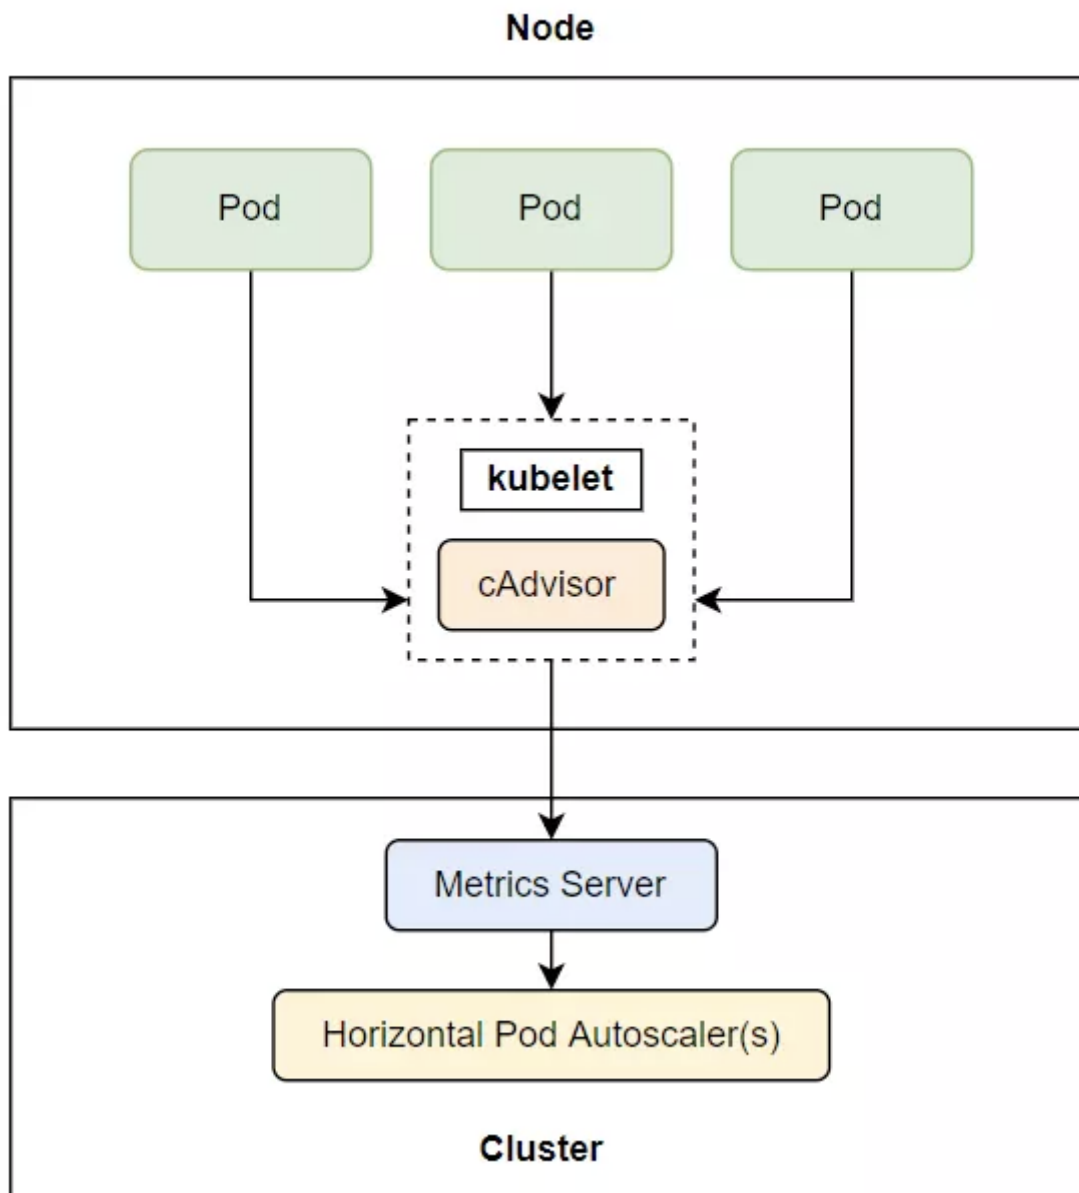 Node
Pod
Pod
Pod
kubelet
cAdvisor
Metrics Server
Horizontal Pod Autoscaler(s)
Cluster